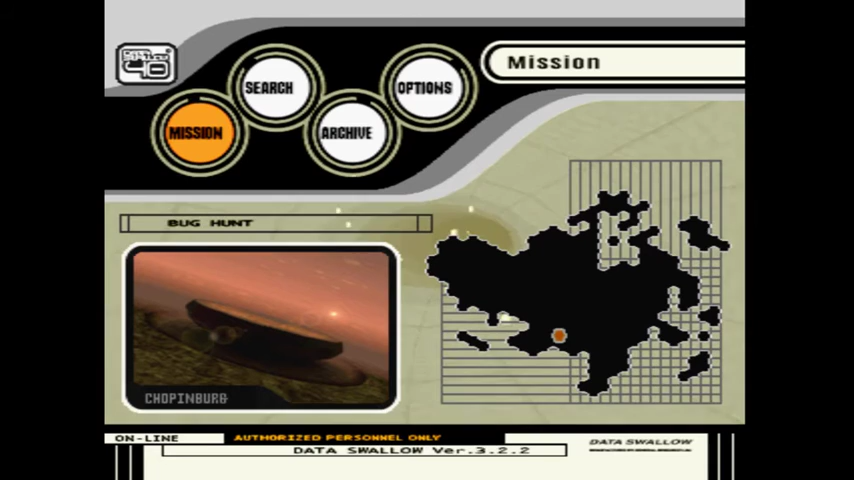 40
SEARCH
OPTIONS
Mission
MISSION
ARCHIVE
BUG HUNT
CHOPINBURG
ON-LINE
AUTHORIZED PERSONNEL ONLY
DATA SWALLOW Ver.3.2.2
DATA SWALLOW